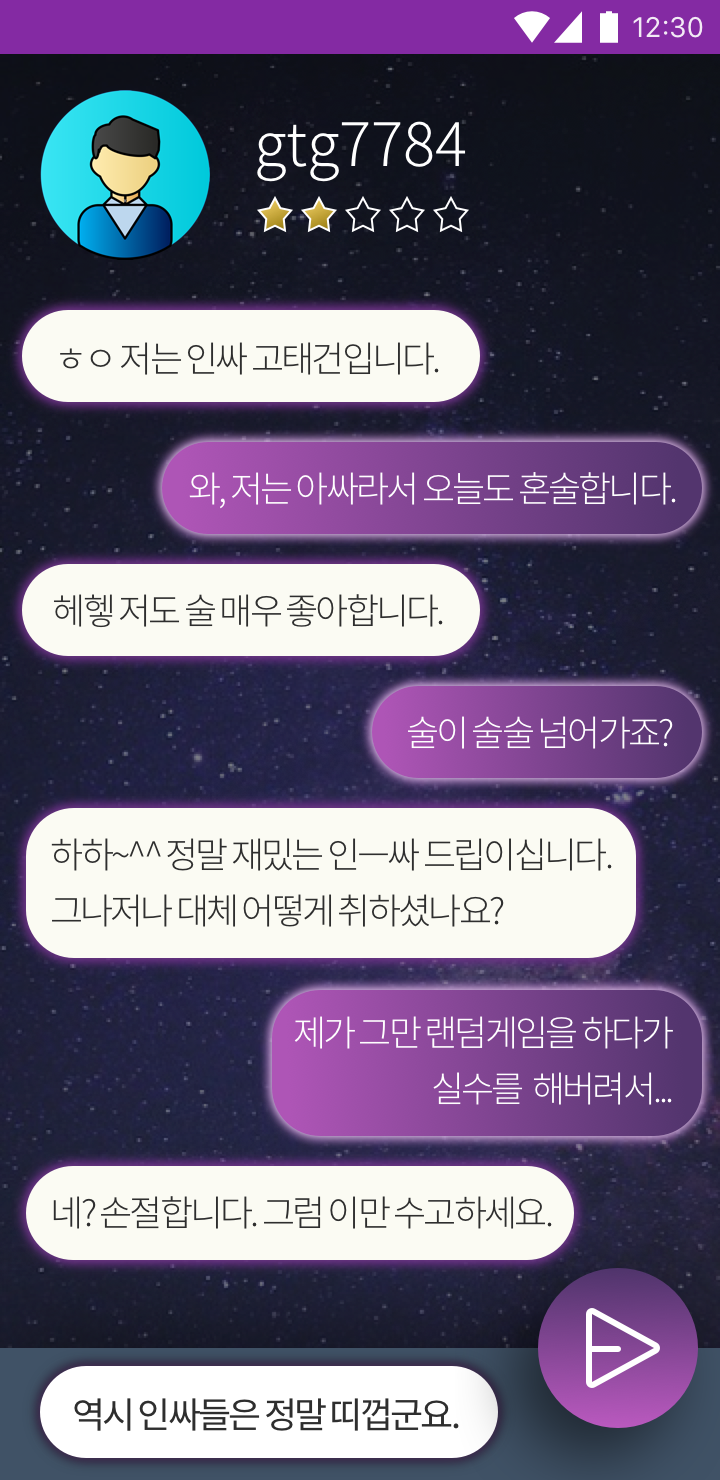 12:30
gtg7784
ㅎㅇ 저는 인싸 고태건입니다.
와, 저는 아싸라서 오늘도 혼술합니다.
헤헿 저도 술 매우 좋아합니다.
술이 술술 넘어가죠?
하하~^^ 정말 재밌는 인—싸 드립이십니다.
그나저나 대체 어떻게 취하셨나요?
제가 그만 랜덤게임을 하다가
실수를 해버려서...
네? 손절합니다. 그럼 이만 수고하세요.
역시 인싸들은 정말 띠껍군요.